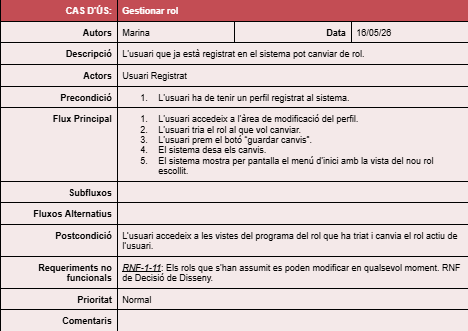 CAS D'ÚS: Gestionar rol
Autors Marina Data 16/05/26
Descripció L'usuari que ja està registrat en el sistema pot canviar de rol.
Actors Usuari Registrat
Precondició 1. L'usuari ha de tenir un perfil registrat al sistema.
Flux Principal 1. L'usuari accedeix a l'àrea de modificació del perfil.
2. L'usuari tria el rol al que vol canviar.
3. L'usuari prem el botó "guardar canvis".
4. El sistema desa els canvis.
5. El sistema mostra per pantalla el menú d'inici amb la vista del nou rol
escollit.
Subfluxos
Fluxos Alternatius
Postcondició L'usuari accedeix a les vistes del programa del rol que ha triat i canvia el rol actiu de
l'usuari.
Requeriments no RNF-1-11: Els rols que s'han assumit es poden modificar en qualsevol moment. RNF
funcionals de Decisió de Disseny.
Prioritat Normal
Comentaris